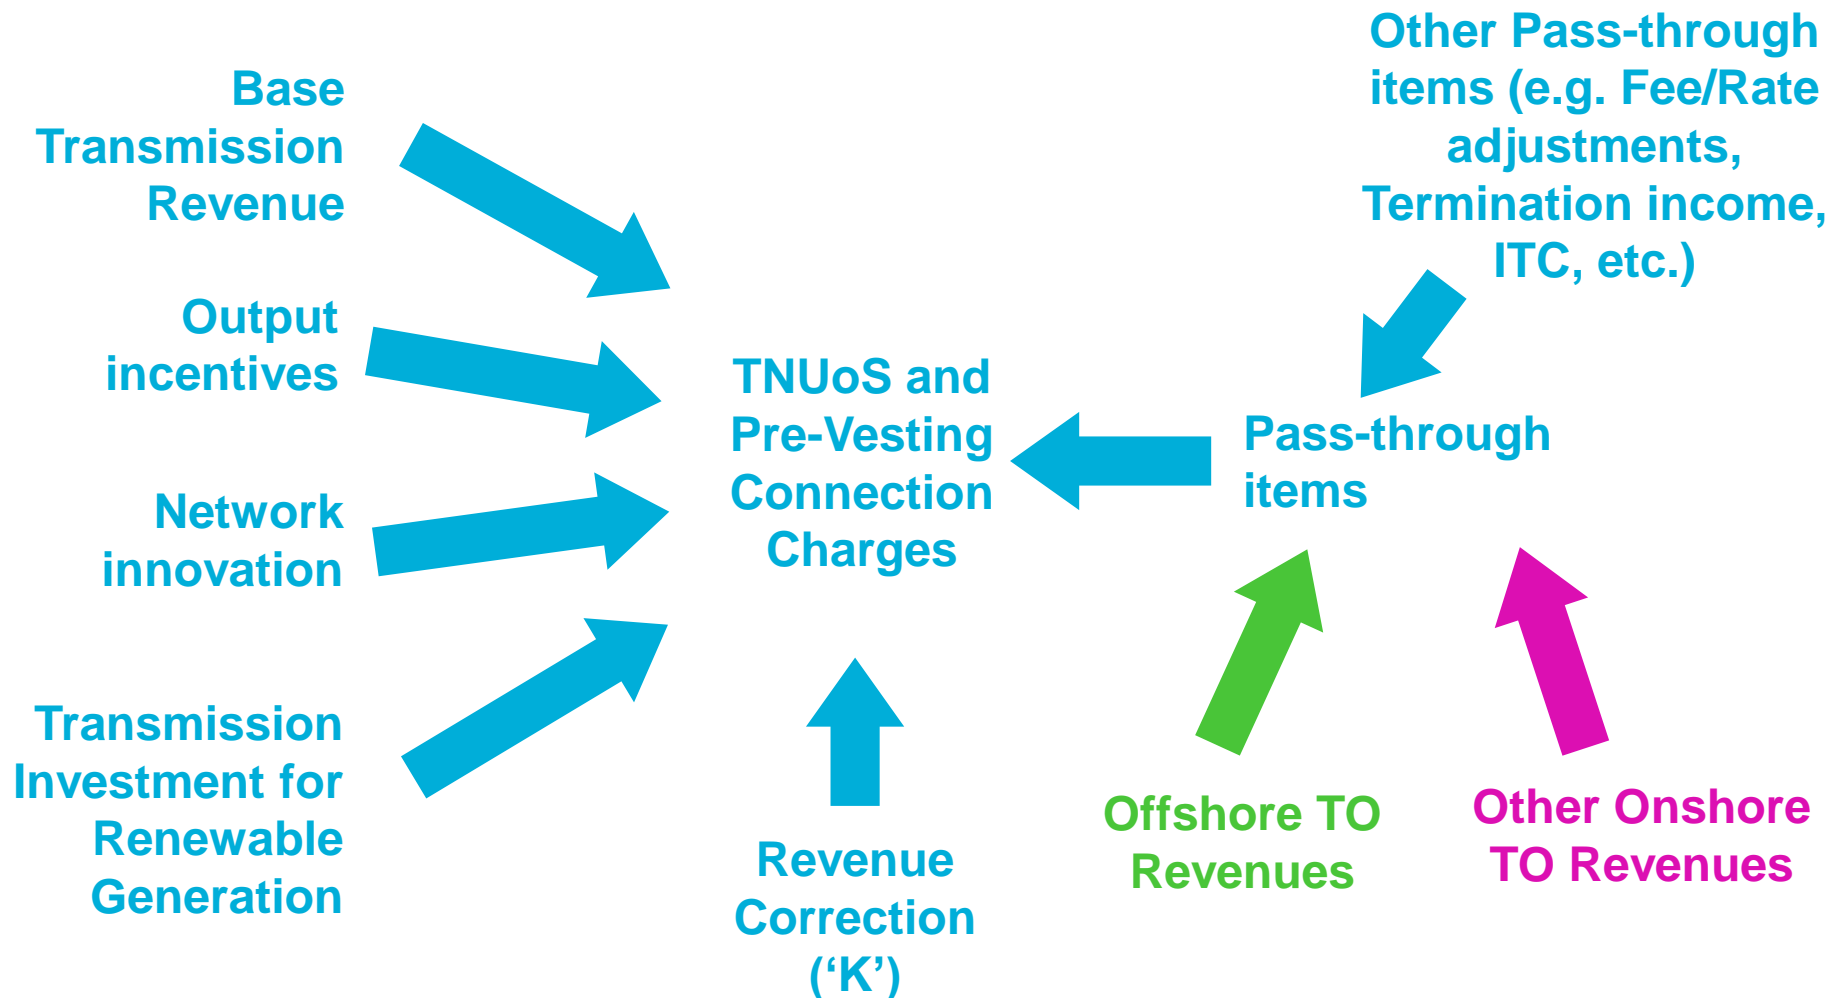 Base
Transmission
Revenue
Output
incentives
Network
innovation
Transmission
Investment for
Renewable
Generation
TNUoS and
Pre-Vesting
Connection
Charges
Revenue
Correction
(‘K’)
Other Pass-through
items (e.g. Fee/Rate
adjustments,
Termination income,
ITC, etc.)
Pass-through
items
Offshore TO
Revenues
Other Onshore
TO Revenues